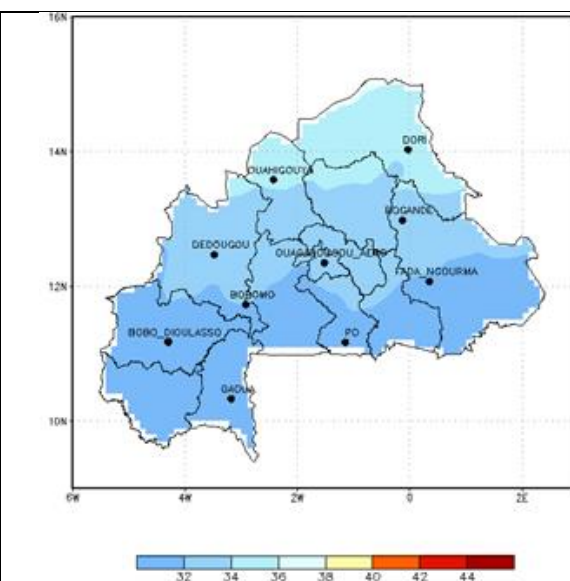 16N
DORI
14N
OUAHIGOUYA
BOGANDE
DEDOUGOU
OUAGADOUGOU_AERO
FADA_NGOURMA
12N
BOROMO
BOBO_DIOULASSO
PO
GAOUA
10N
6W 4W 2W 0 2E
32 34 36 38 40 42 44